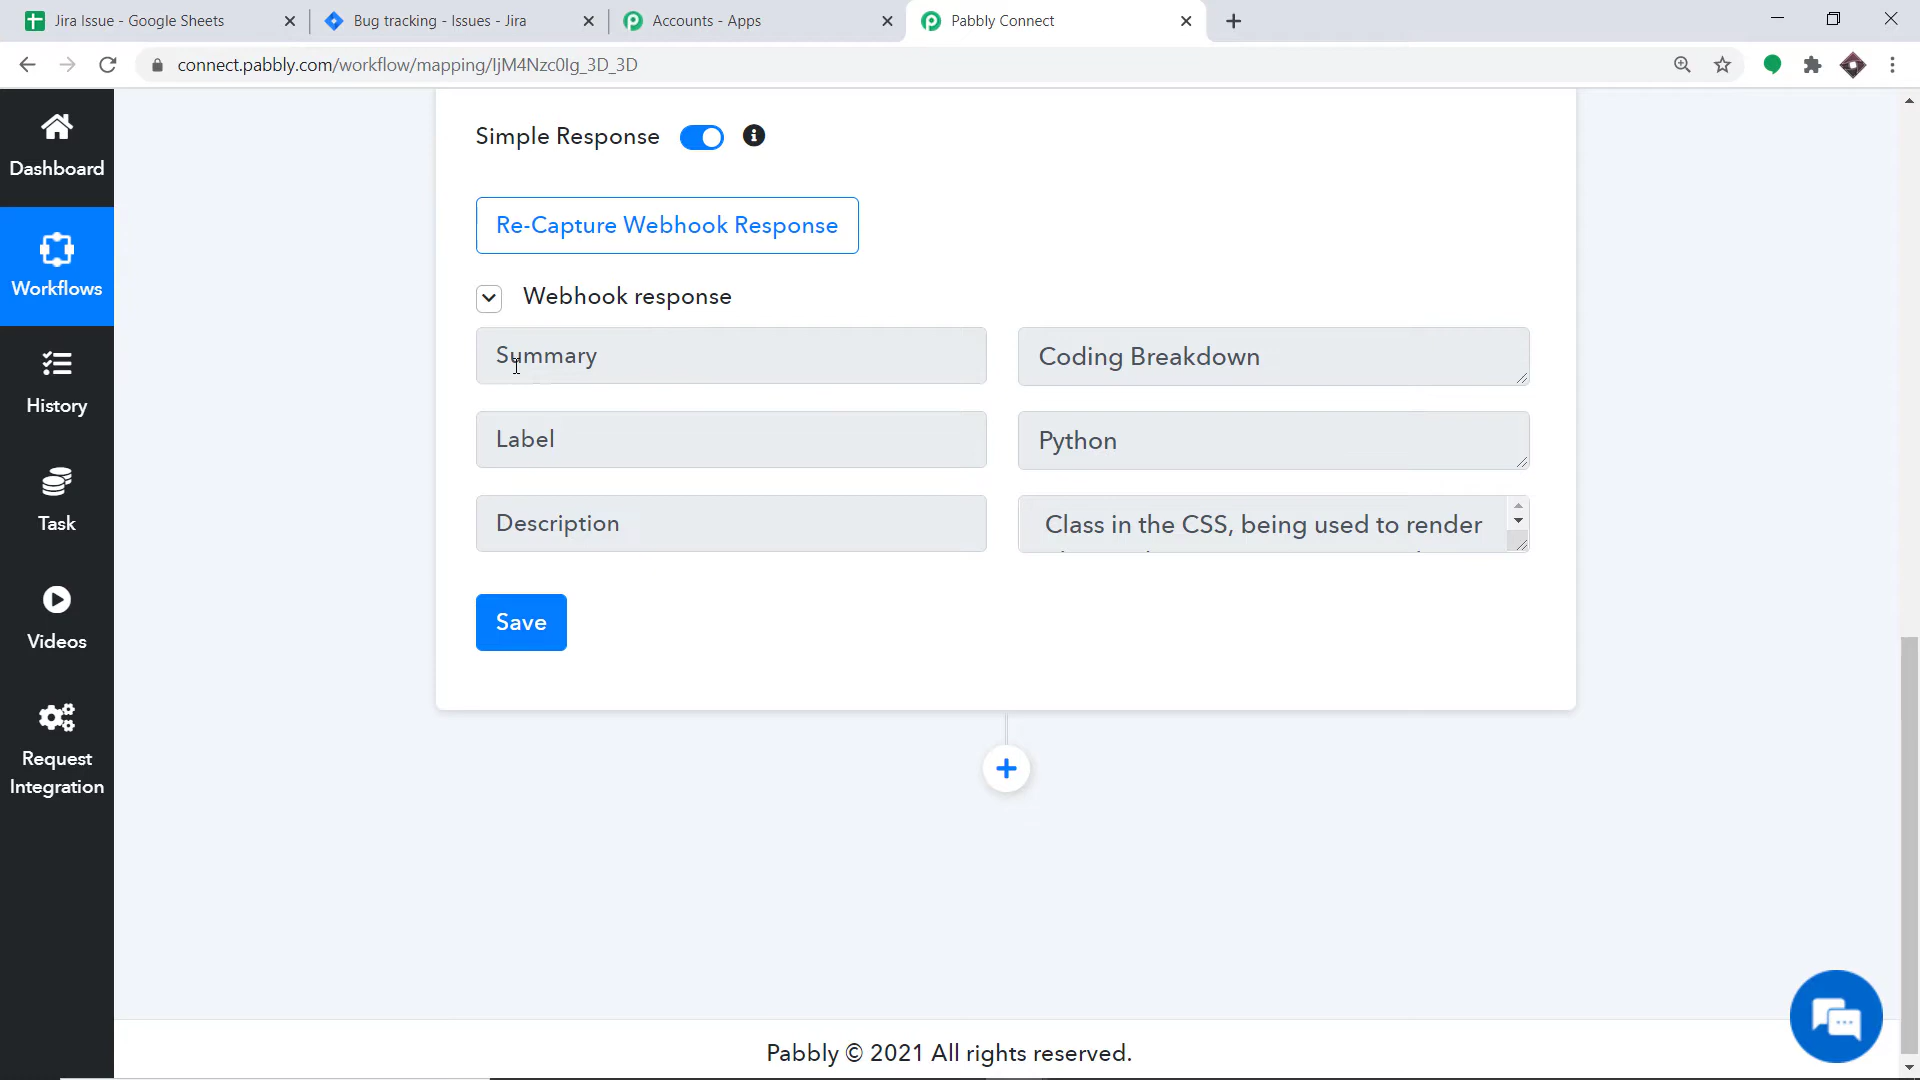 Jira Issue - Google Sheets
Bug tracking - Issues - Jira
Accounts - Apps
Pabbly Connect
connect.pabbly.com/workflow/mapping/IjM4Nzc0Ig_3D_3D
Dashboard
Workflows
History
Task
Videos
Request
Integration
Simple Response
Re-Capture Webhook Response
Webhook response
Summary
Coding Breakdown
Label
Python
Description
Class in the CSS, being used to render
Save
Pabbly © 2021 All rights reserved.